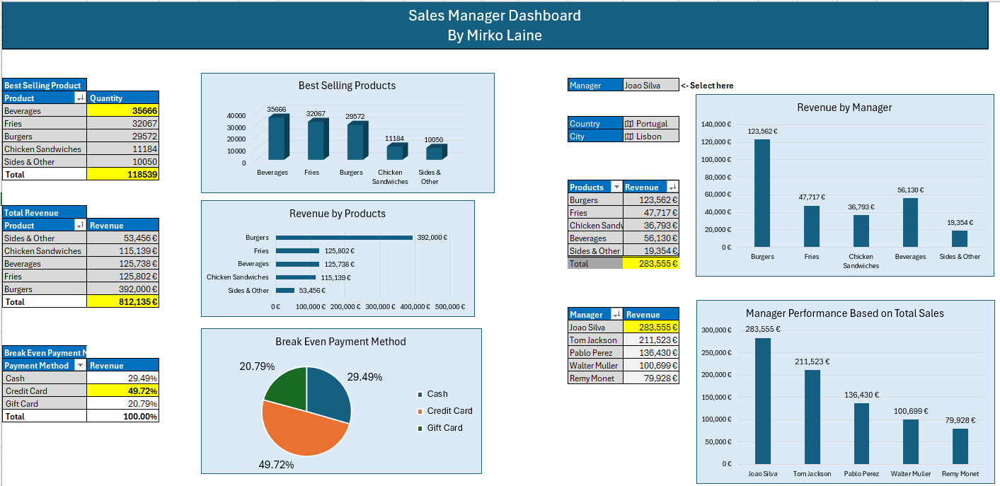 Sales Manager Dashboard
By Mirko Laine
Best Selling Product
Product Quantity
Beverages 35666
Fries 32067
Burgers 29572
Chicken Sandwiches 11184
Sides & Other 10050
Total 118539
Total Revenue
Product Revenue
Sides & Other 53,456 €
Chicken Sandwiches 115,139 €
Beverages 125,738 €
Fries 125,802 €
Burgers 392,000 €
Total 812,135 €
Break Even Payment M
Payment Method Revenue
Cash 29.49%
Credit Card 49.72%
Gift Card 20.79%
Total 100.00%
Best Selling Products
40000
30000
20000
10000
0
35666 32067 29572 11184 10050
Beverages Fries Burgers Chicken Sides &
Sandwiches Other
Revenue by Products
Burgers 392,000 €
Fries 125,802 €
Beverages 125,738 €
Chicken Sandwiches 115,139 €
Sides & Other 53,456 €
0 € 100,000 € 200,000 € 300,000 € 400,000 € 500,000 €
Break Even Payment Method
20.79%
29.49%
49.72%
Cash
Credit Card
Gift Card
Manager Joao Silva <- Select here
Country Portugal
City Lisbon
Products Revenue
Burgers 123,562 €
Fries 47,717 €
Chicken Sandw 36,793 €
Beverages 56,130 €
Sides & Other 19,354 €
Total 283,555 €
Manager Revenue
Joao Silva 283,555 €
Tom Jackson 211,523 €
Pablo Perez 136,430 €
Walter Muller 100,699 €
Remy Monet 79,928 €
Revenue by Manager
140,000 €
120,000 €
100,000 €
80,000 €
60,000 €
40,000 €
20,000 €
0 €
123,562 € 47,717 € 36,793 € 56,130 € 19,354 €
Burgers Fries Chicken Beverages Sides & Other
Sandwiches
Manager Performance Based on Total Sales
300,000 €
250,000 €
200,000 €
150,000 €
100,000 €
50,000 €
0 €
283,555 € 211,523 € 136,430 € 100,699 € 79,928 €
Joao Silva Tom Jackson Pablo Perez Walter Muller Remy Monet